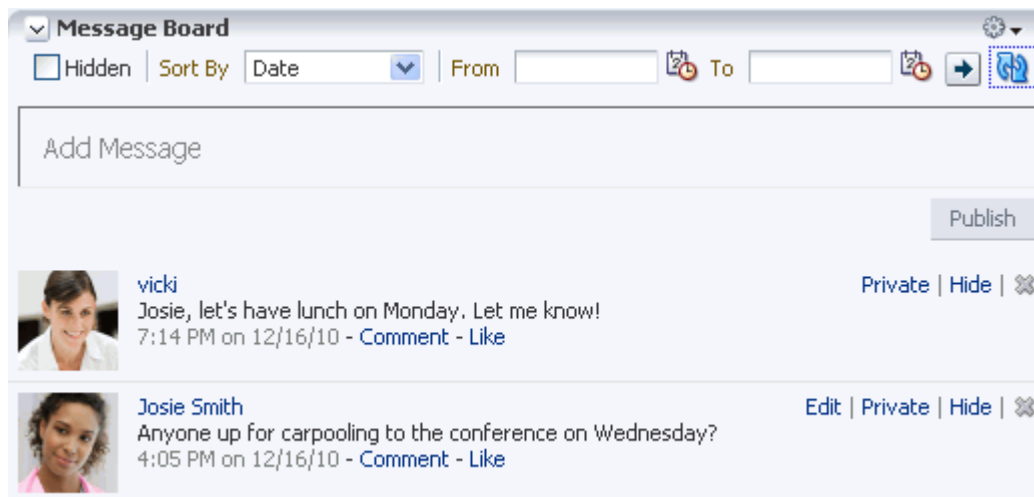 Message Board
Hidden | Sort By Date | From To
Add Message
Publish
vicki Private | Hide |
Josie, let's have lunch on Monday. Let me know!
7:14 PM on 12/16/10 - Comment - Like
Josie Smith Edit | Private | Hide |
Anyone up for carpooling to the conference on Wednesday?
4:05 PM on 12/16/10 - Comment - Like